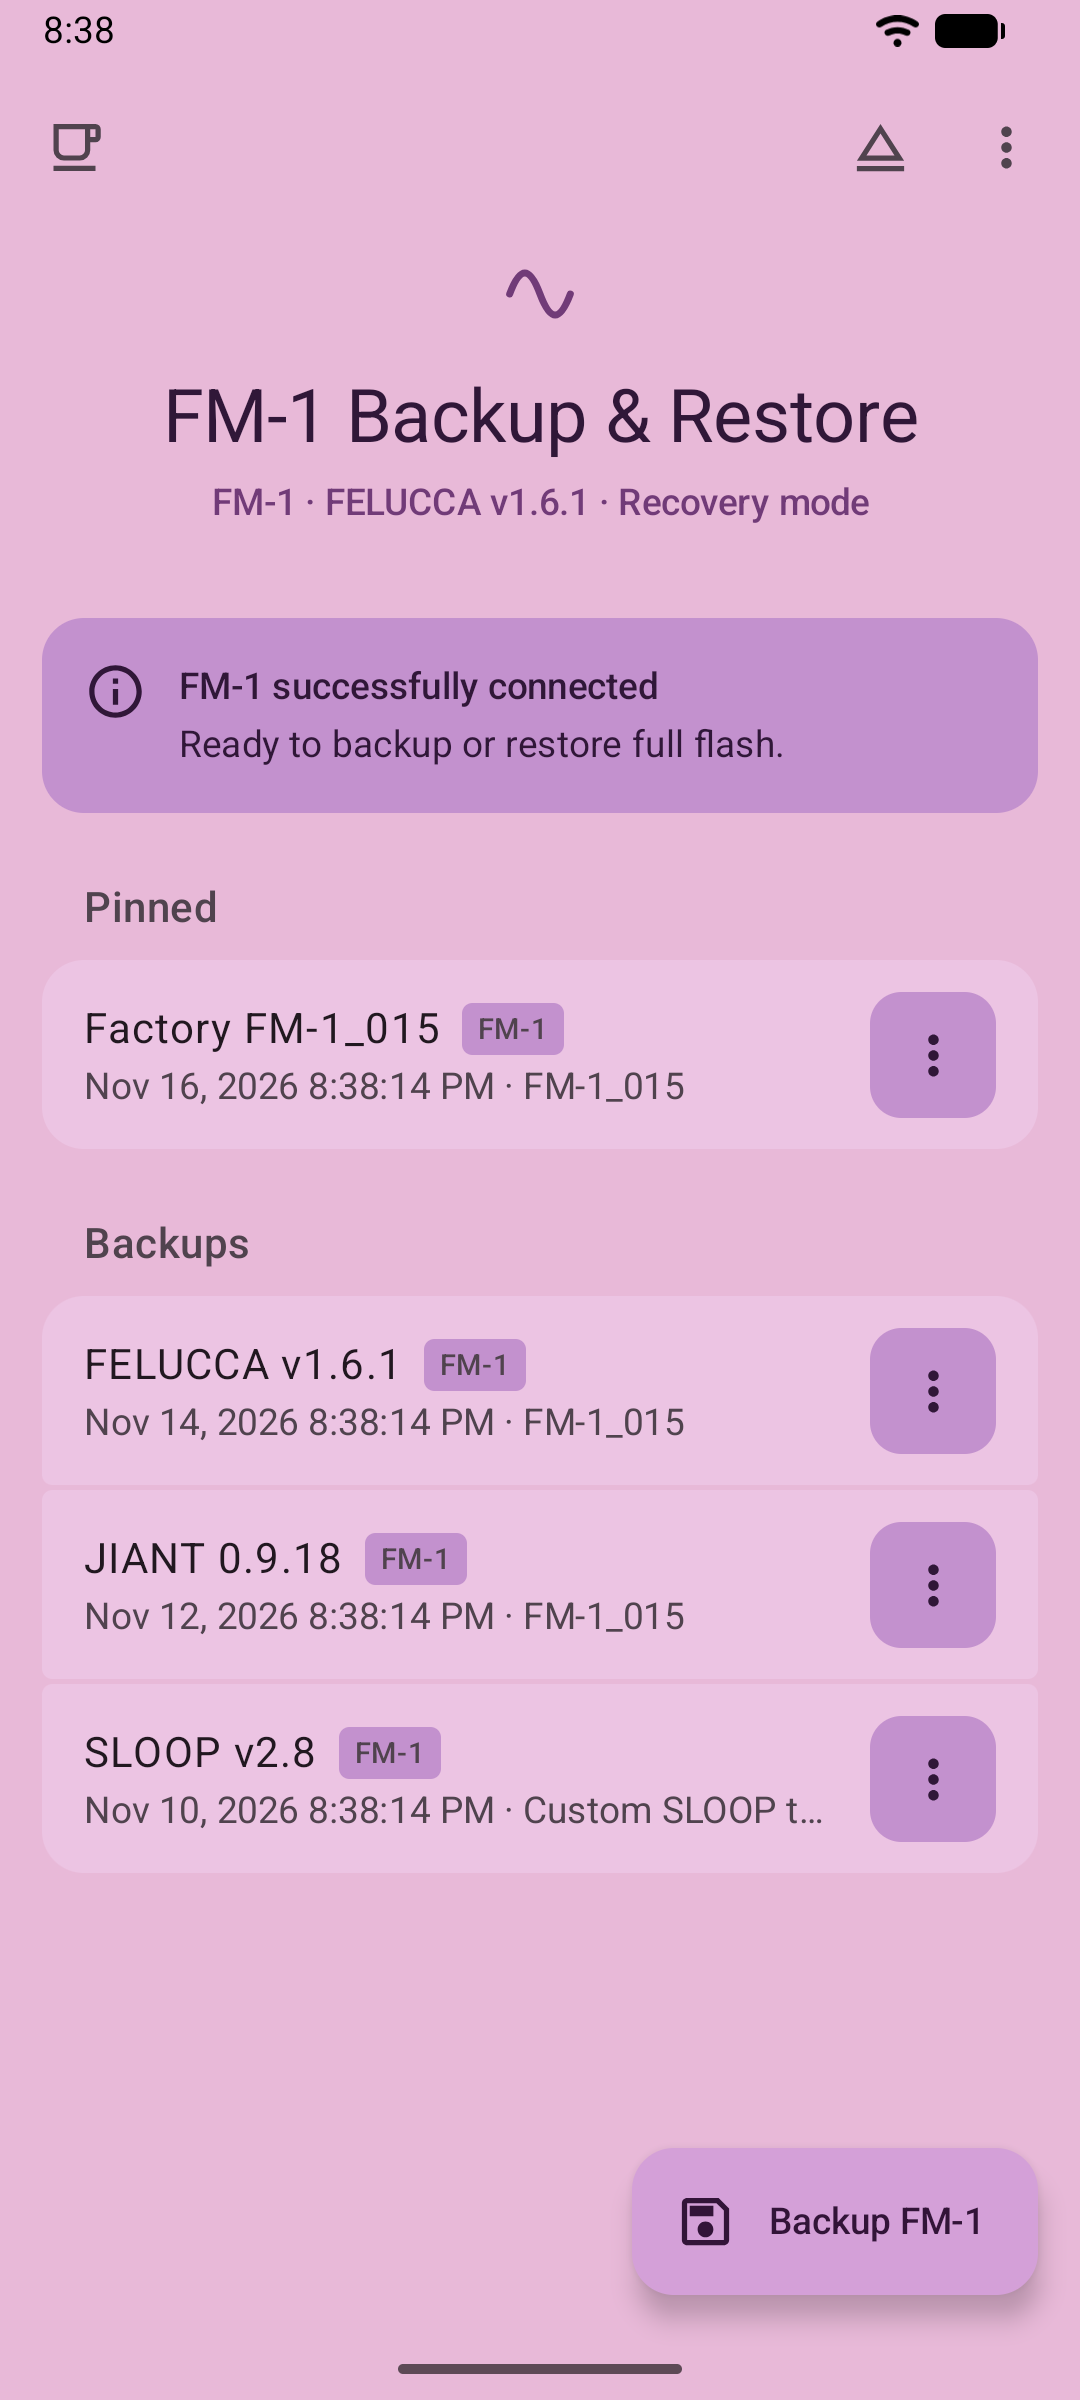 8:38
FM-1 Backup & Restore
FM-1 · FELUCCA v1.6.1 · Recovery mode
FM-1 successfully connected
Ready to backup or restore full flash.
Pinned
Factory FM-1_015 FM-1
Nov 16, 2026 8:38:14 PM · FM-1_015
Backups
FELUCCA v1.6.1 FM-1
Nov 14, 2026 8:38:14 PM · FM-1_015
JIANT 0.9.18 FM-1
Nov 12, 2026 8:38:14 PM · FM-1_015
SLOOP v2.8 FM-1
Nov 10, 2026 8:38:14 PM · Custom SLOOP t...
Backup FM-1